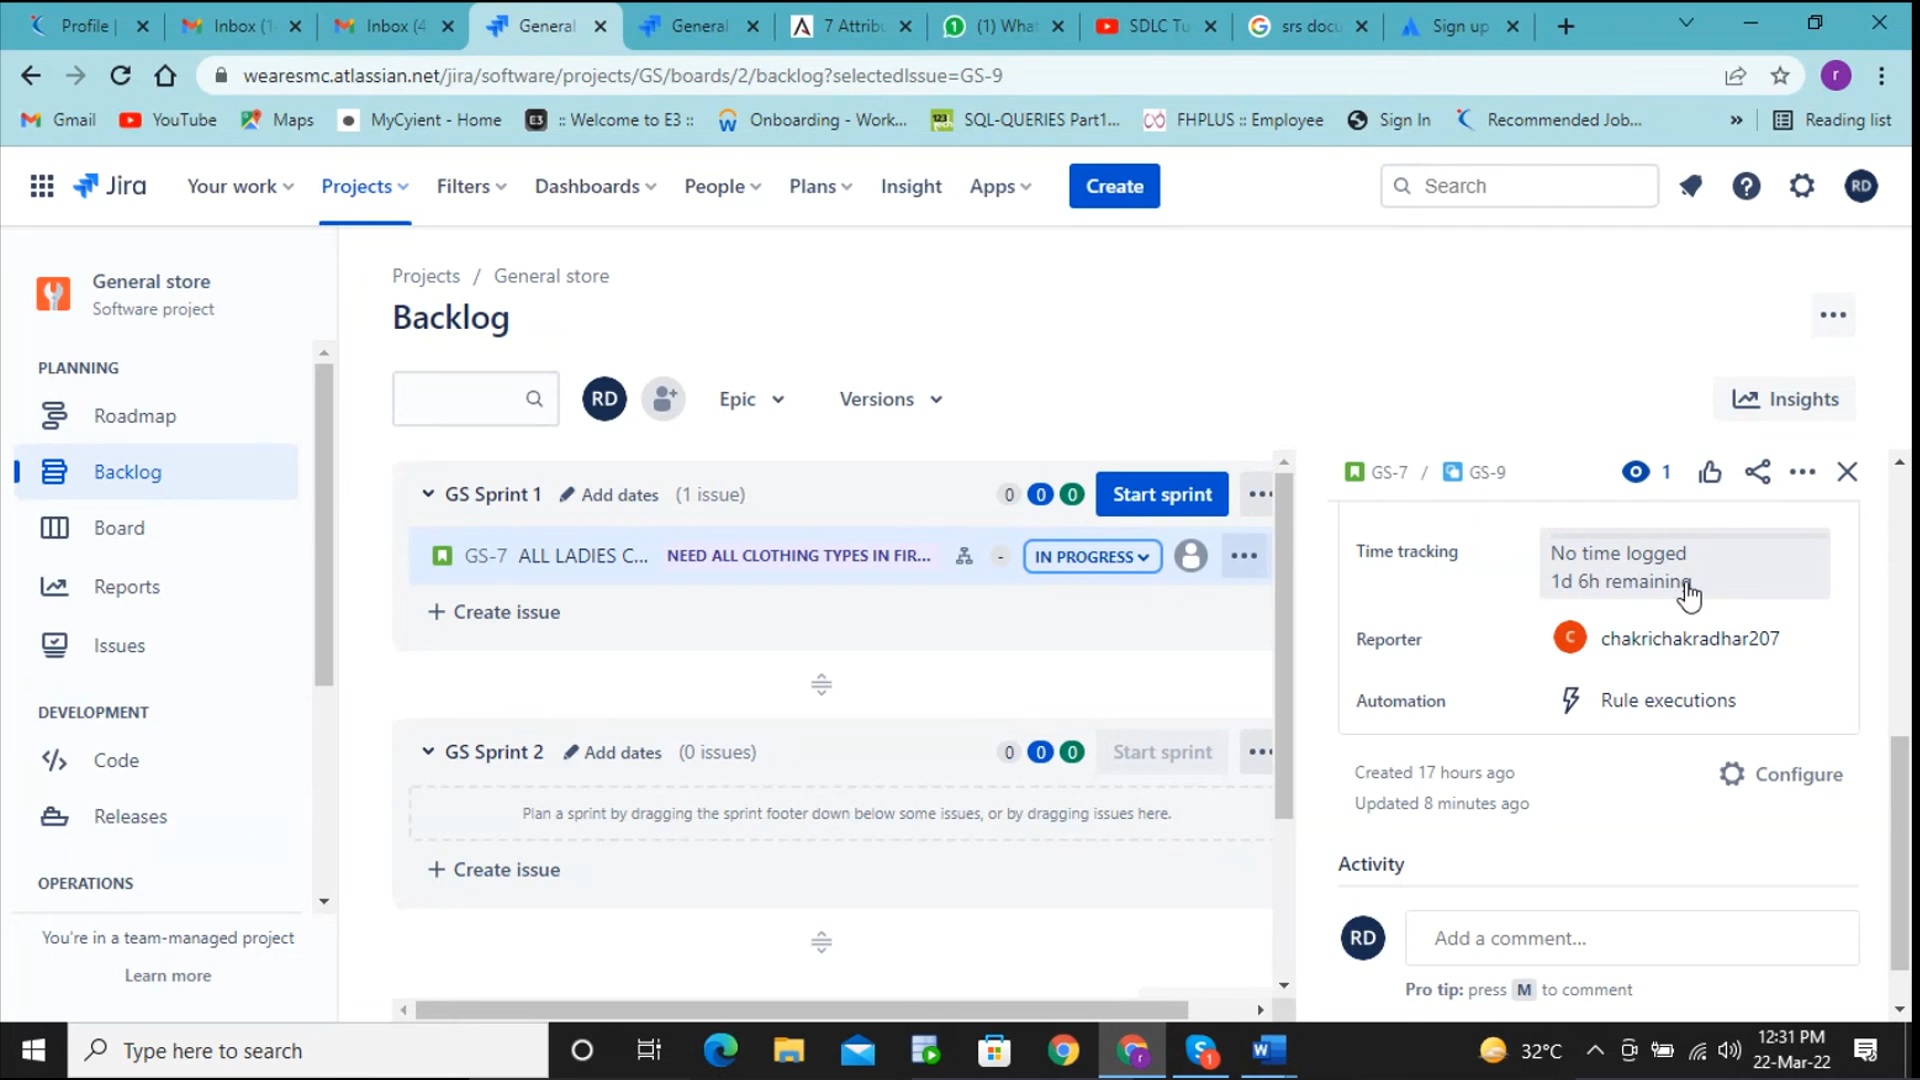 Profile |
Inbox (1
Inbox (4
General
General
7 Attribu
(1) What
SDLC Tu
srs docu
Sign up
wearesmc.atlassian.net/jira/software/projects/GS/boards/2/backlog?selectedIssue=GS-9
r
Gmail
YouTube
Maps
MyCyient - Home
E3 :: Welcome to E3 ::
Onboarding - Work...
SQL-QUERIES Part1...
FHPLUS :: Employee
Sign In
Recommended Job...
»
Reading list
Jira
Your work
Projects
Filters
Dashboards
People
Plans
Insight
Apps
Create
Search
RD
General store
Software project
PLANNING
Roadmap
Backlog
Board
Reports
Issues
DEVELOPMENT
Code
Releases
OPERATIONS
You're in a team-managed project
Learn more
Projects / General store
Backlog
RD
Epic
Versions
Insights
GS Sprint 1 Add dates (1 issue) 0 0 0 Start sprint
GS-7 ALL LADIES C... NEED ALL CLOTHING TYPES IN FIR... - IN PROGRESS
+ Create issue
GS Sprint 2 Add dates (0 issues) 0 0 0 Start sprint
Plan a sprint by dragging the sprint footer down below some issues, or by dragging issues here.
+ Create issue
GS-7 / GS-9 1
Time tracking
No time logged
1d 6h remaining
Reporter C chakrichakradhar207
Automation Rule executions
Created 17 hours ago
Updated 8 minutes ago
Configure
Activity
RD Add a comment...
Pro tip: press M to comment
Type here to search
32°C
12:31 PM
22-Mar-22